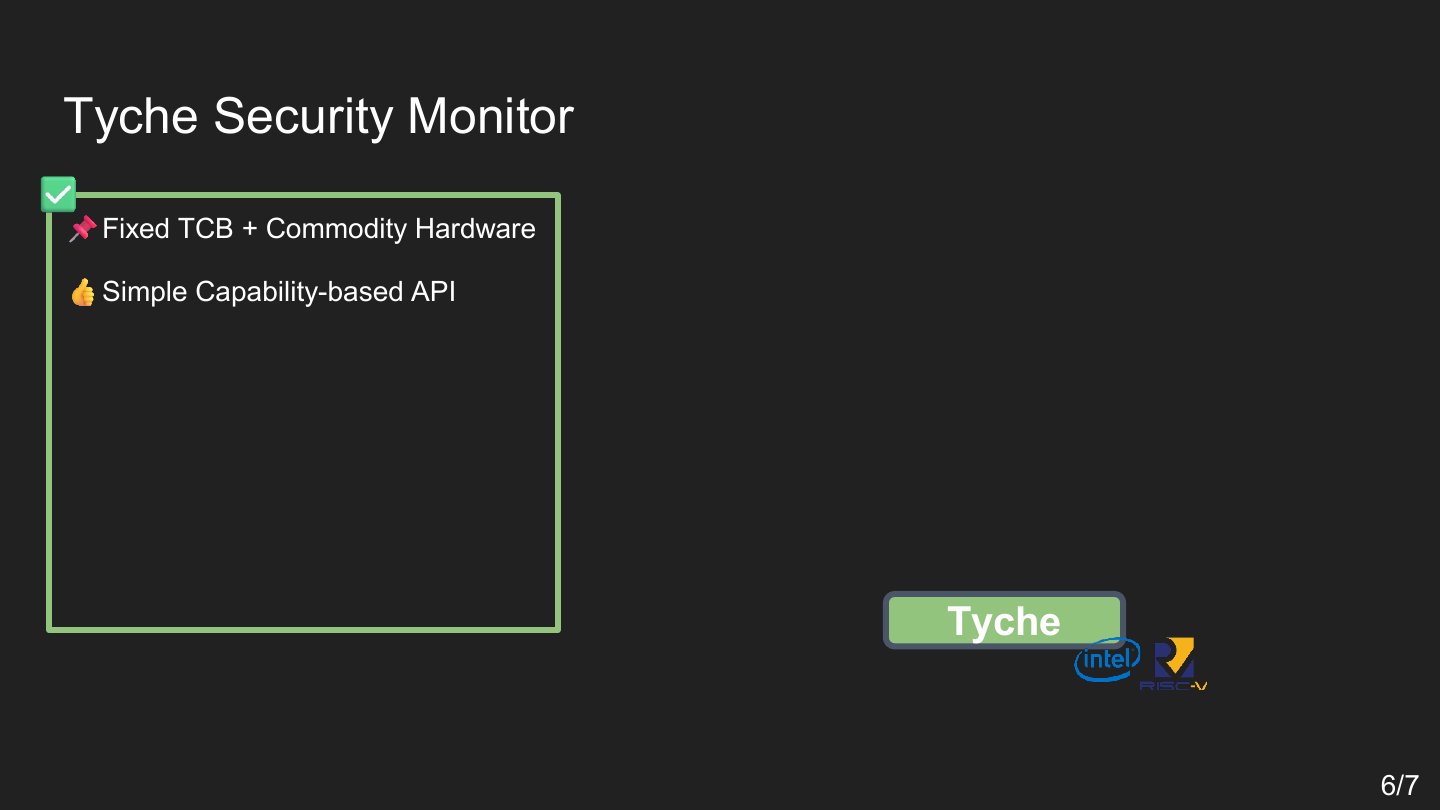 Tyche Security Monitor
Fixed TCB + Commodity Hardware
Simple Capability-based API
Tyche
intel
RISC-V
6/7